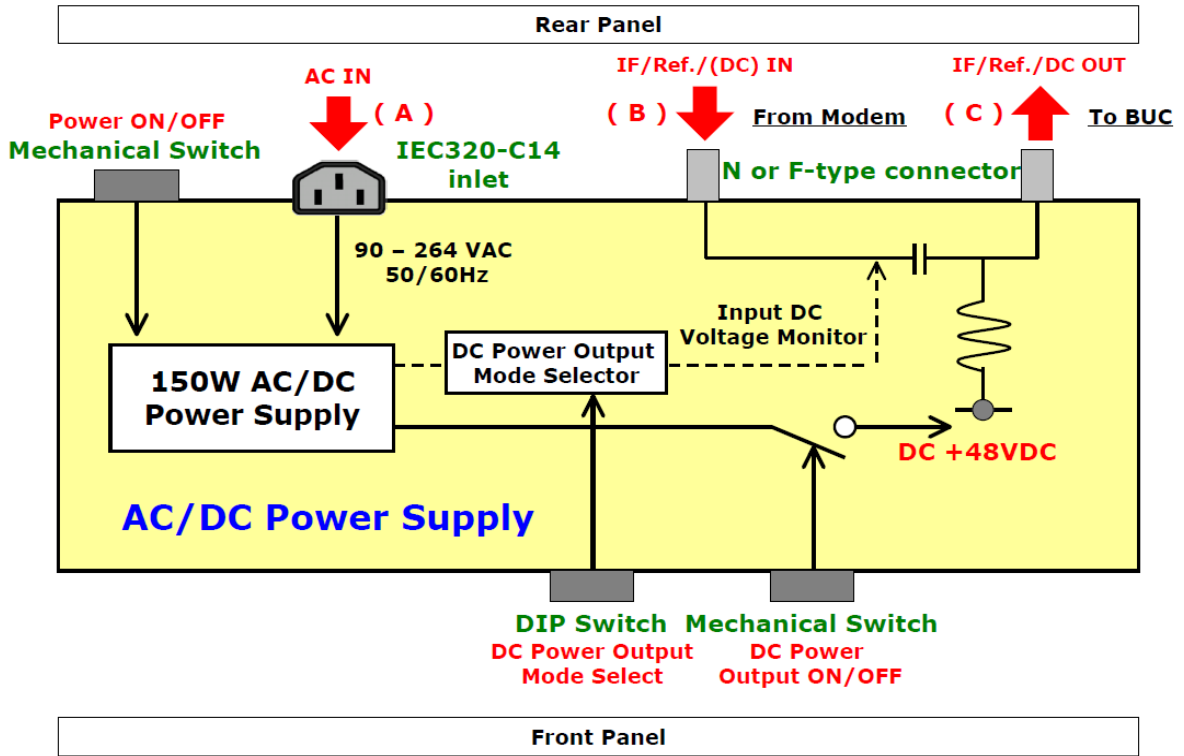 Rear Panel
AC IN
IF/Ref./(DC) IN
IF/Ref./DC OUT
( A )
( B )
From Modem
( C )
To BUC
Power ON/OFF
Mechanical Switch
IEC320-C14
inlet
N or F-type connector
90 – 264 VAC
50/60Hz
Input DC
Voltage Monitor
DC Power Output
Mode Selector
150W AC/DC
Power Supply
DC +48VDC
AC/DC Power Supply
DIP Switch
DC Power Output
Mode Select
Mechanical Switch
DC Power
Output ON/OFF
Front Panel